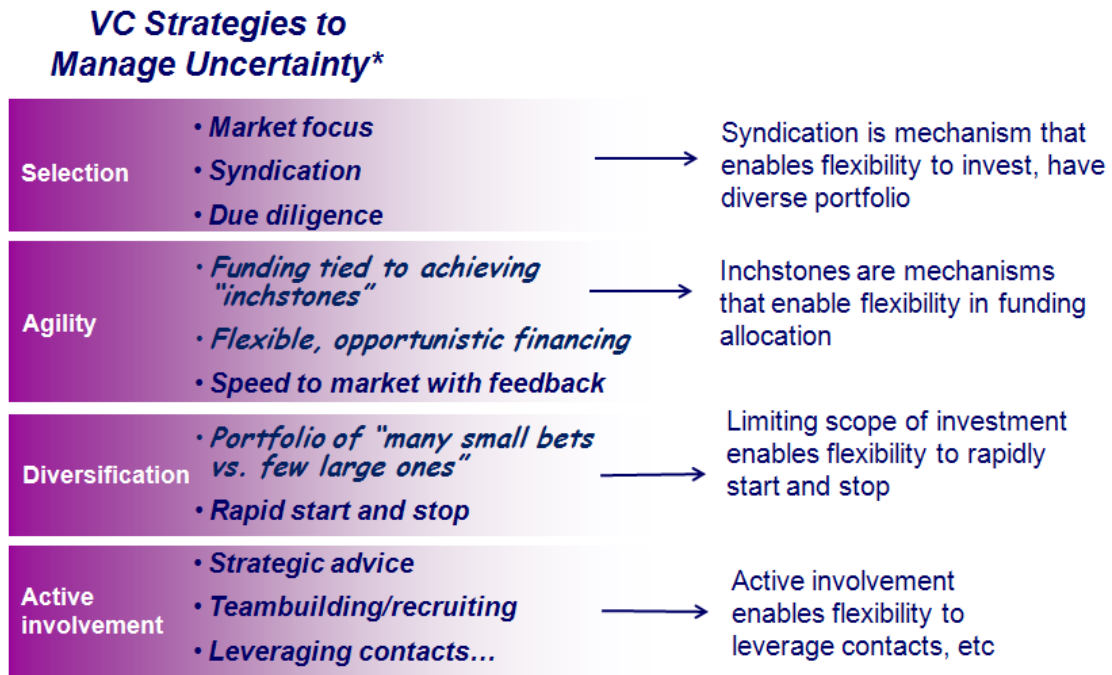 VC Strategies to
Manage Uncertainty*
Selection
• Market focus
• Syndication
• Due diligence
Syndication is mechanism that
enables flexibility to invest, have
diverse portfolio
Agility
• Funding tied to achieving
"inchstones"
• Flexible, opportunistic financing
• Speed to market with feedback
Inchstones are mechanisms
that enable flexibility in funding
allocation
Diversification
• Portfolio of "many small bets
vs. few large ones"
• Rapid start and stop
Limiting scope of investment
enables flexibility to rapidly
start and stop
Active
involvement
• Strategic advice
• Teambuilding/recruiting
• Leveraging contacts…
Active involvement
enables flexibility to
leverage contacts, etc